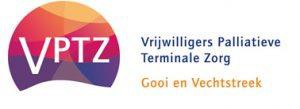 VPTZ
Vrijwilligers Palliatieve
Terminale Zorg
Gooi en Vechtstreek